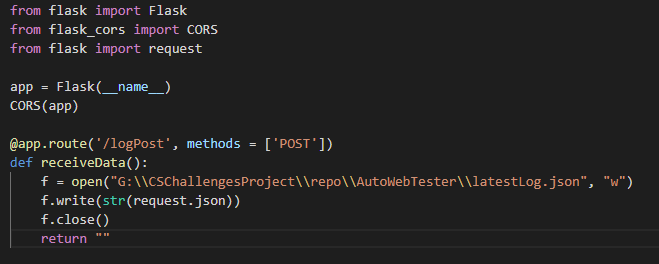 from flask import Flask
from flask_cors import CORS
from flask import request
app = Flask(__name__)
CORS(app)
@app.route('/logPost', methods = ['POST'])
def receiveData():
    f = open("G:\\CSChallengesProject\\repo\\AutoWebTester\\latestLog.json", "w")
    f.write(str(request.json))
    f.close()
    return ""